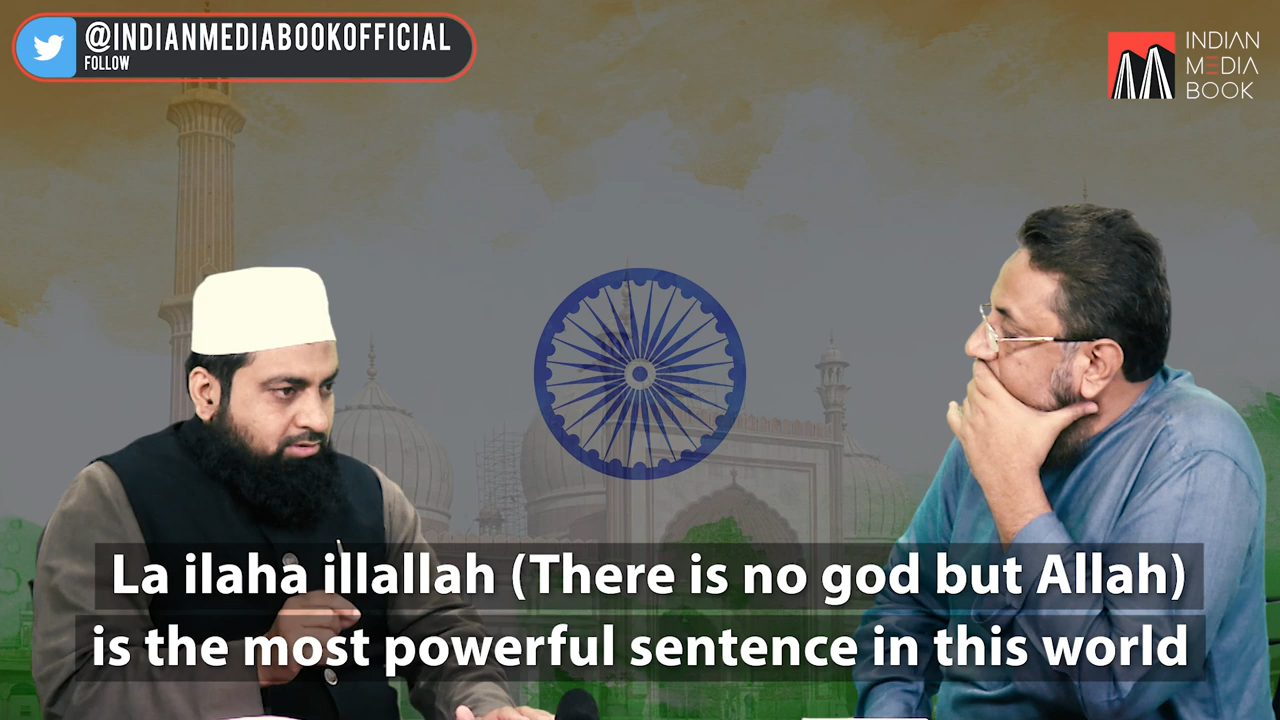 @INDIANMEDIABOOKOFFICIAL
FOLLOW
INDIAN
MEDIA
BOOK
La ilaha illallah (There is no god but Allah)
is the most powerful sentence in this world